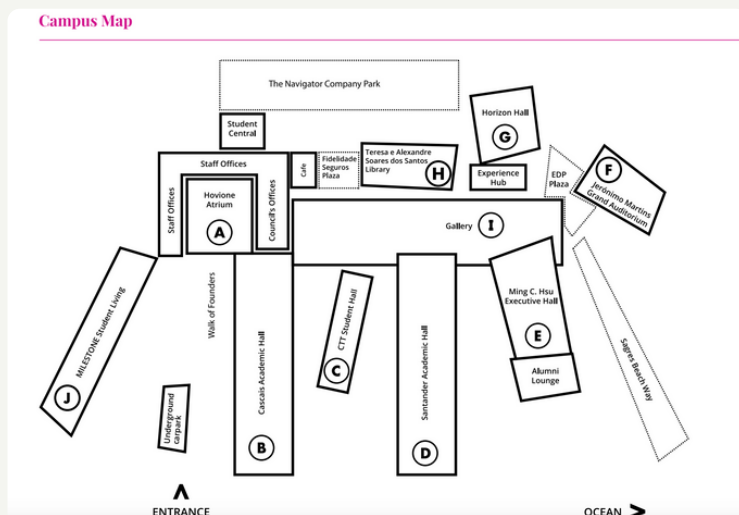 Campus Map
The Navigator Company Park
Student
Central
Horizon Hall
G
Staff Offices
Cafe
Fidelidade
Seguros
Plaza
Teresa e Alexandre
Soares dos Santos
Library
H
Experience
Hub
EDP
Plaza
F
Jerónimo Martins
Grand Auditorium
Staff Offices
Hovione
Atrium
A
Council's Offices
Gallery
I
MILESTONE Student Living
J
Walk of Founders
Underground
carpark
Cascais Academic Hall
B
CTT Student Hall
C
Santander Academic Hall
D
Ming C. Hsu
Executive Hall
E
Alumni
Lounge
Sagres Beach Way
ENTRANCE
OCEAN